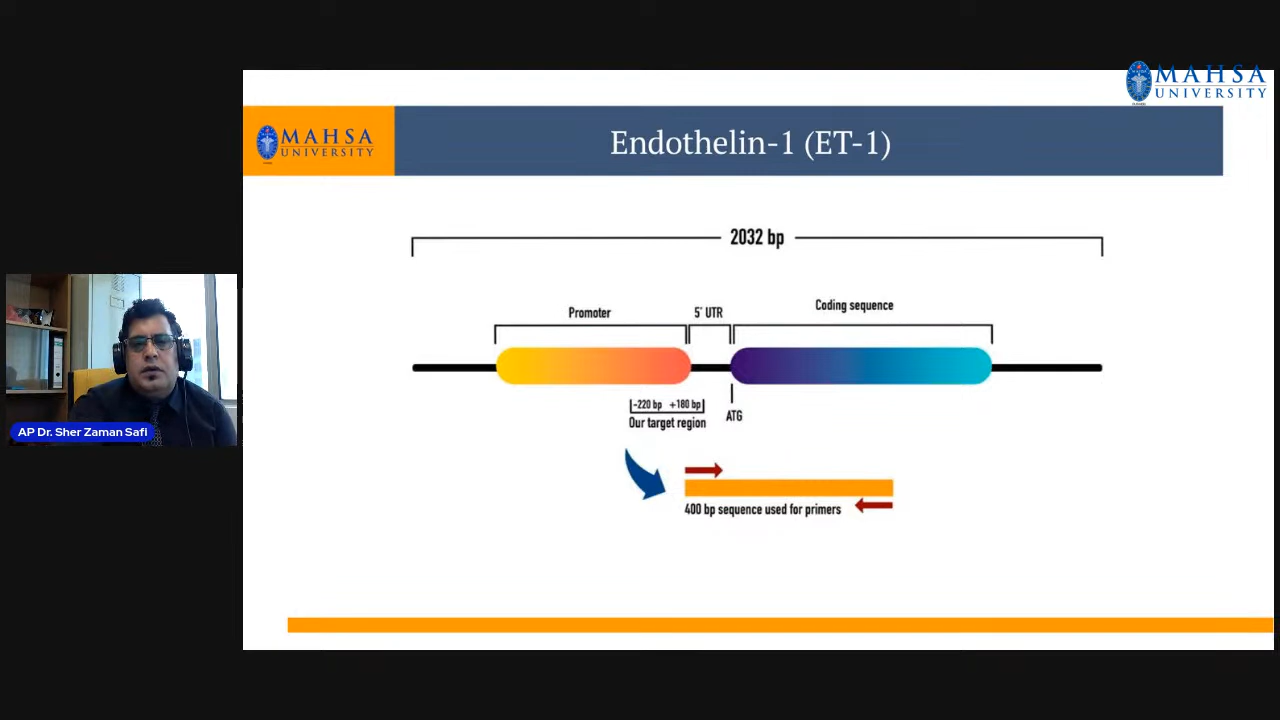 MAHSA
UNIVERSITY
MAHSA
UNIVERSITY
Endothelin-1 (ET-1)
2032 bp
Promoter
5' UTR
Coding sequence
-220 bp +180 bp
Our target region
ATG
400 bp sequence used for primers
AP Dr. Sher Zaman Safi